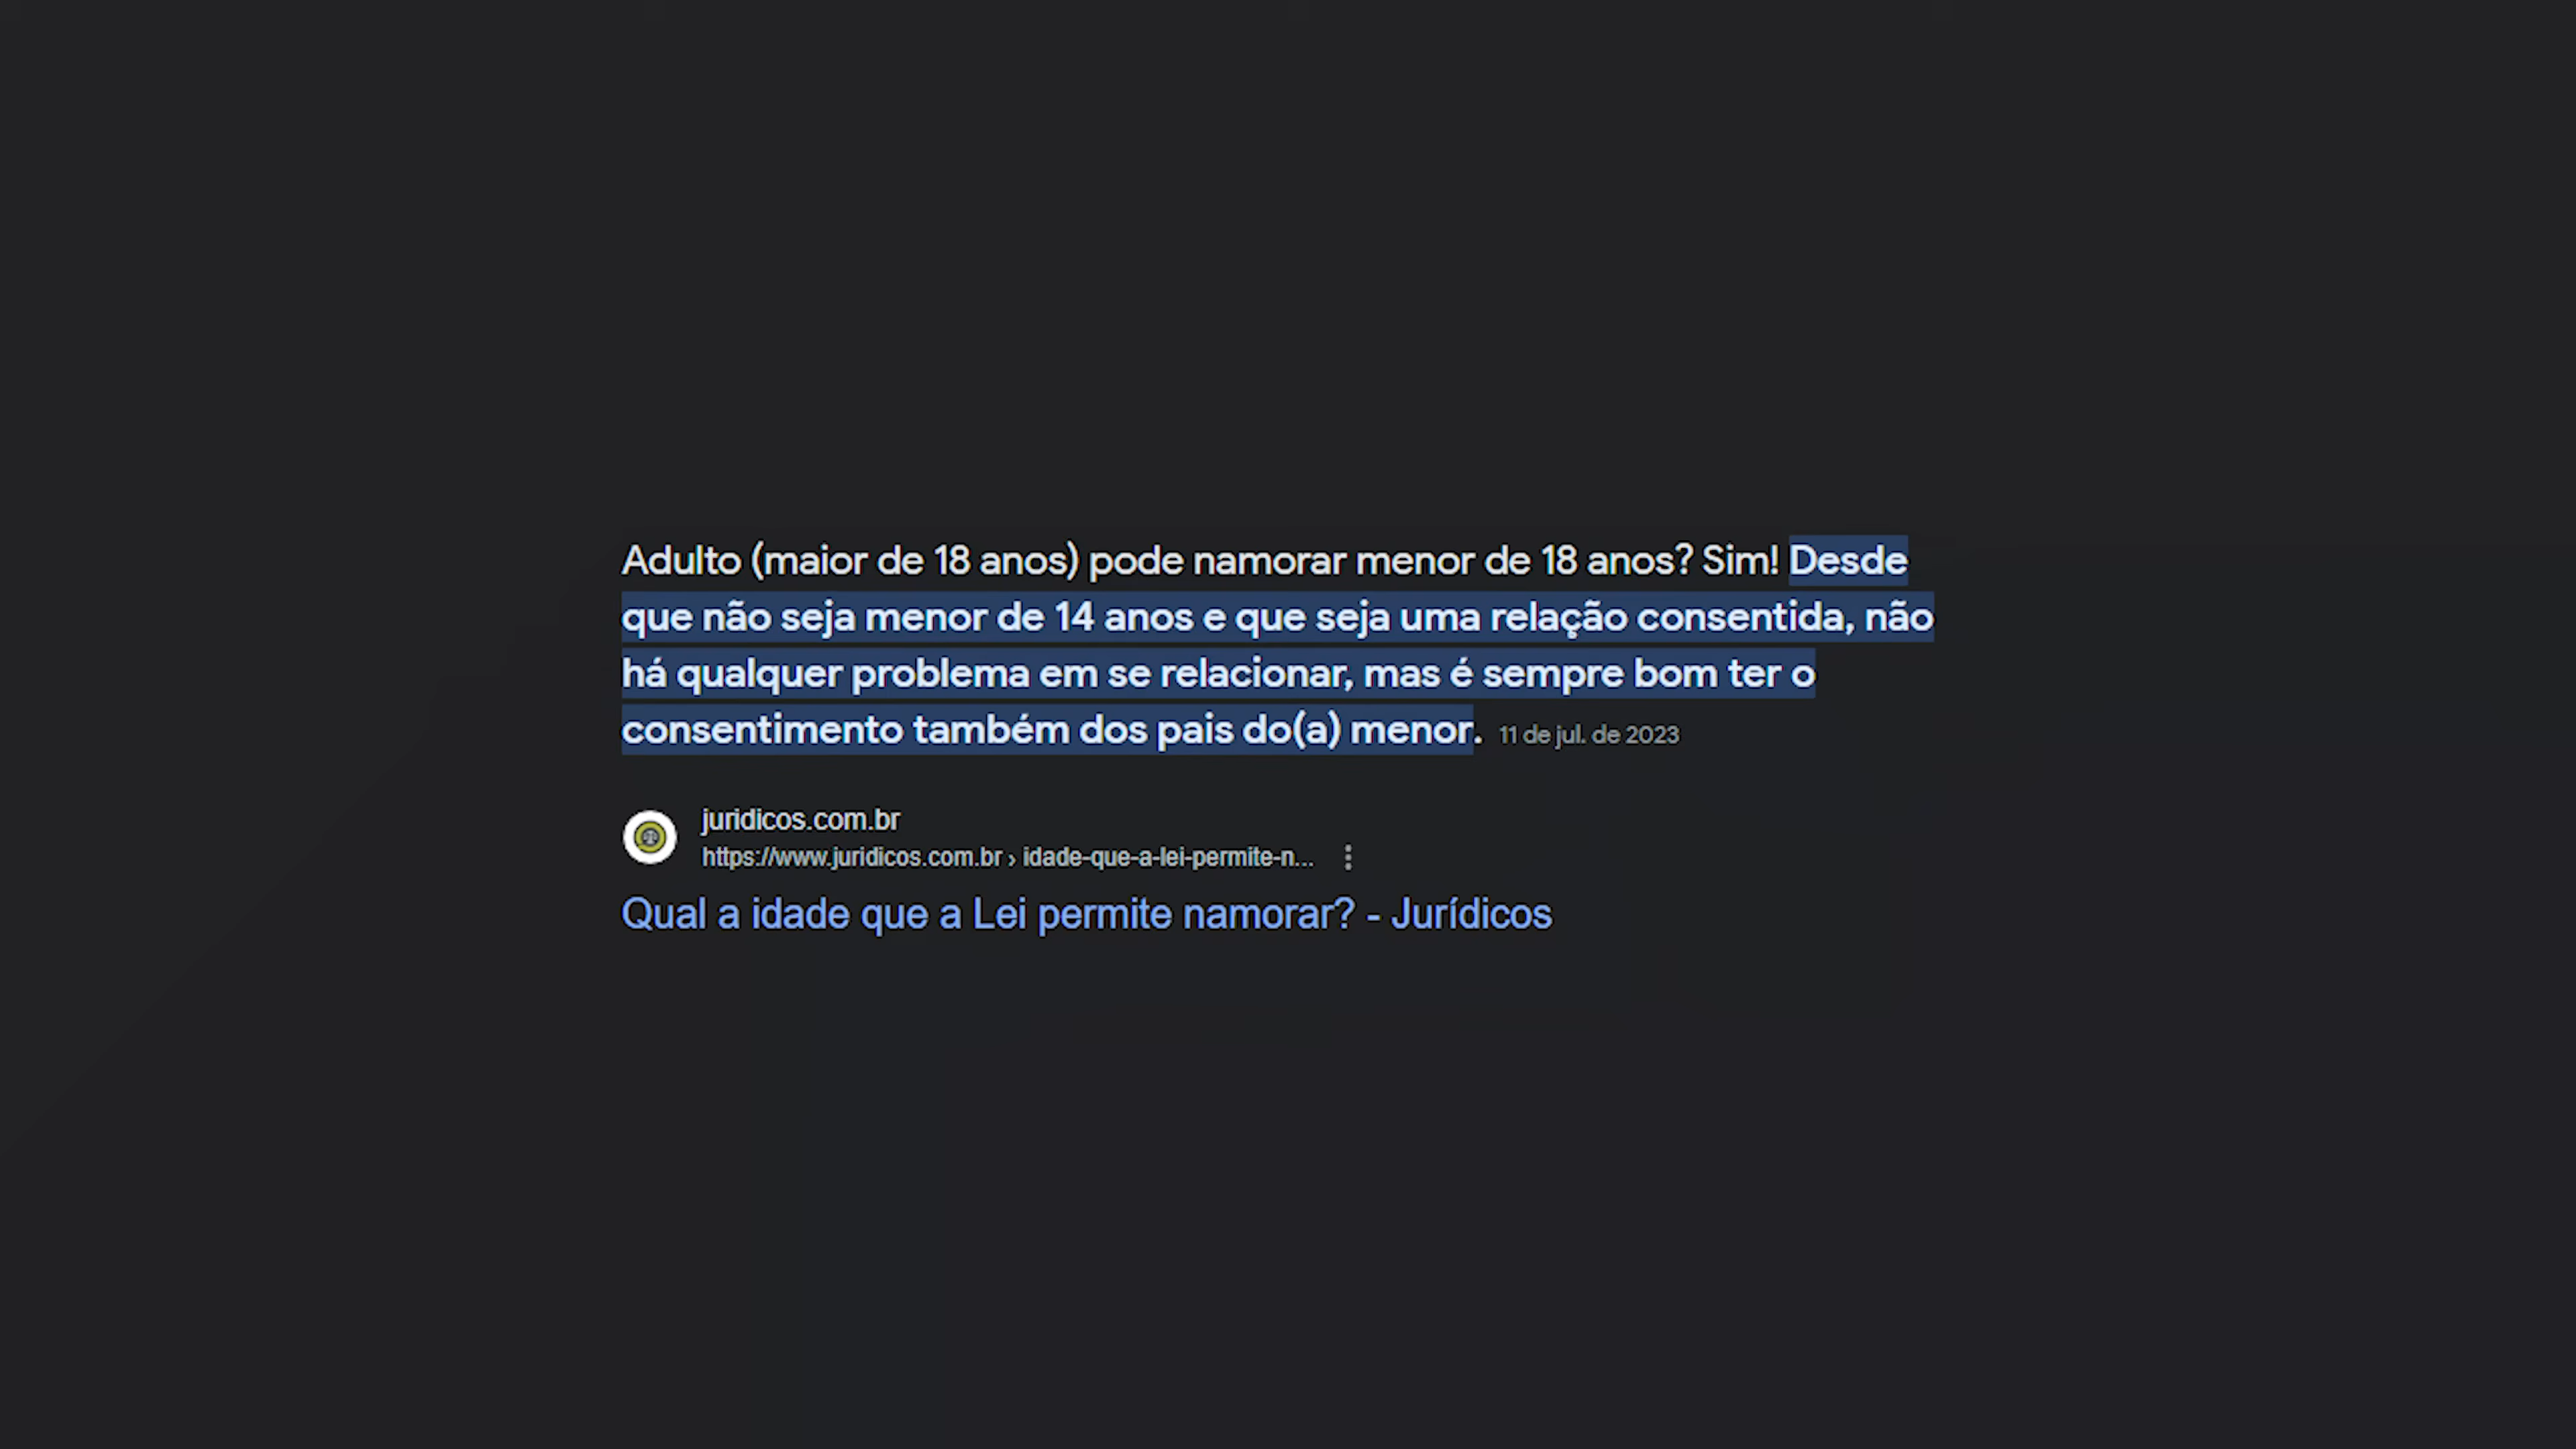 Adulto (maior de 18 anos) pode namorar menor de 18 anos? Sim! Desde
que não seja menor de 14 anos e que seja uma relação consentida, não
há qualquer problema em se relacionar, mas é sempre bom ter o
consentimento também dos pais do(a) menor. 11 de jul. de 2023
juridicos.com.br
https://www.juridicos.com.br › idade-que-a-lei-permite-n...
Qual a idade que a Lei permite namorar? - Jurídicos